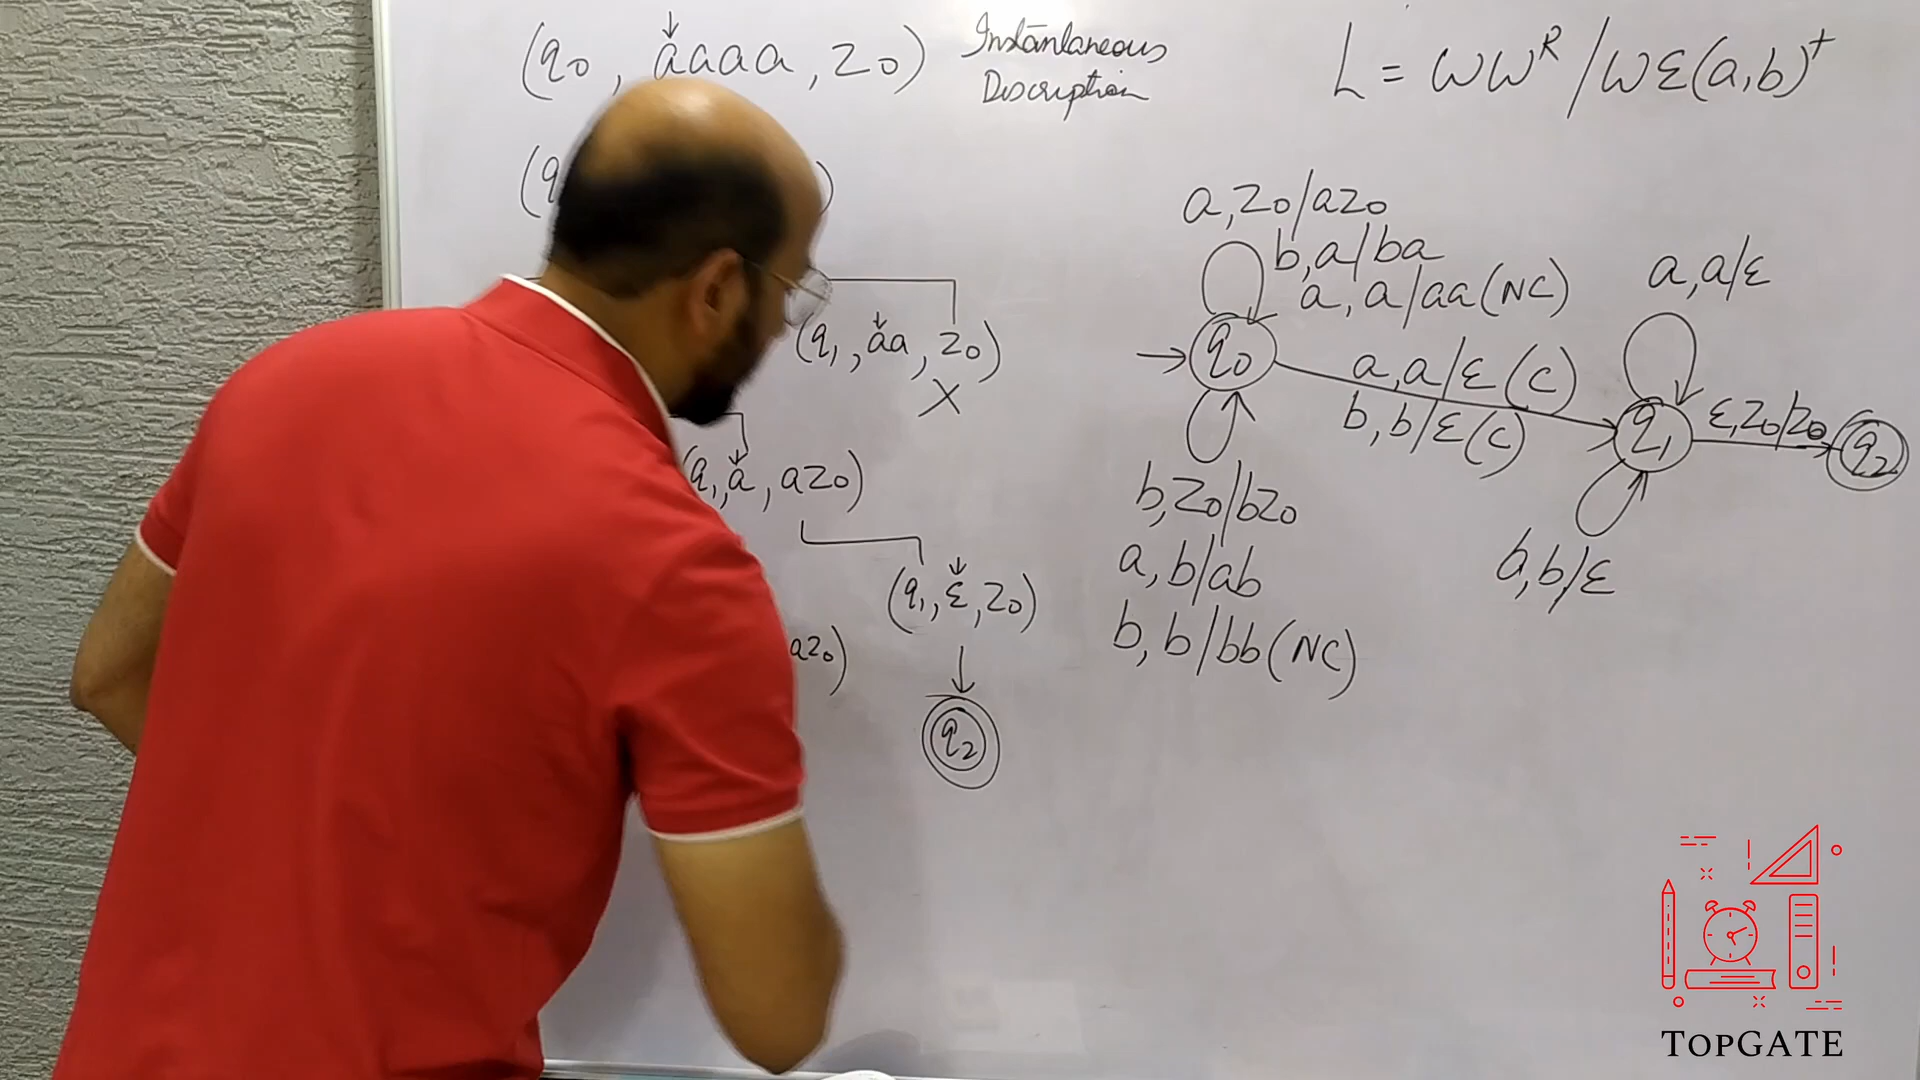 (q0, aaaa, z0)
Instantaneous
Discription
L = ωω^R / ω ε (a,b)^+
(q
)
(q1, aa, z0)
X
(q1, a, az0)
(q1, ε, z0)
az0)
q2
a, z0/az0
b, a/ba
a, a/aa (NC)
q0
a, a/ε (C)
b, b/ε (C)
b, z0/bz0
a, b/ab
b, b/bb (NC)
a, a/ε
q1
ε, z0/z0
q2
b, b/ε
TOPGATE